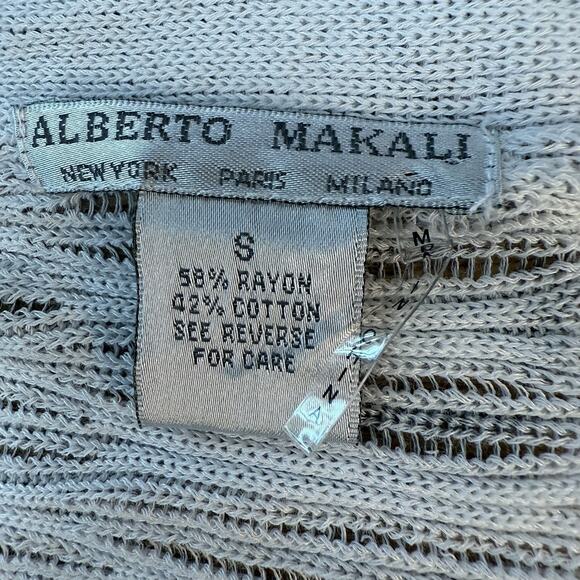 ALBERTO MAKALI
NEW YORK PARIS MILANO
S
58% RAYON
42% COTTON
SEE REVERSE
FOR CARE